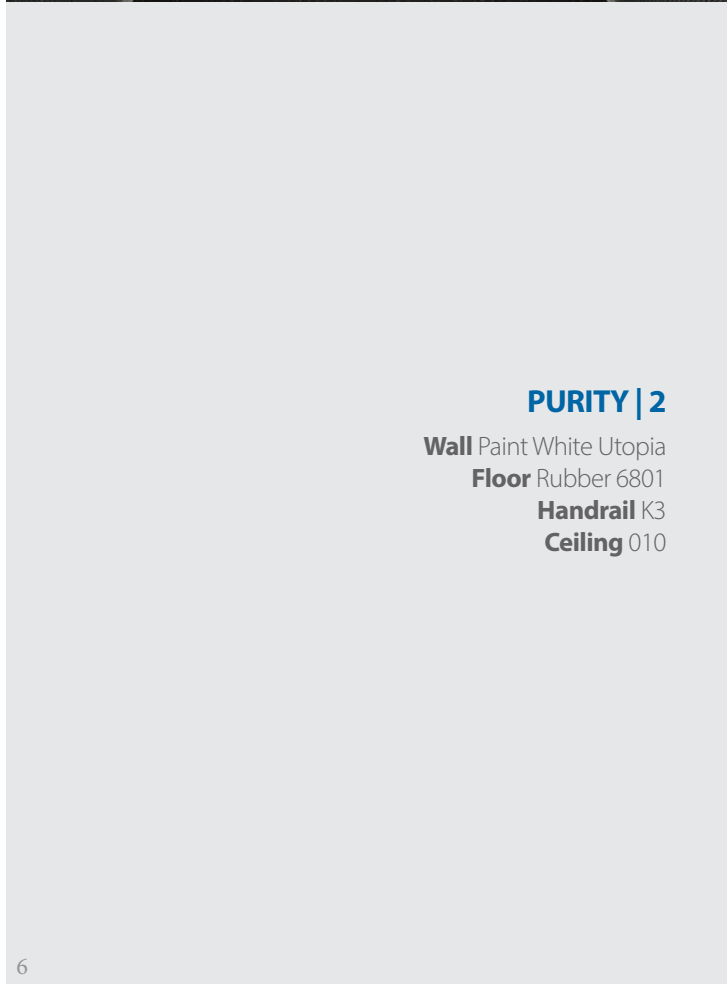 PURITY | 2
Wall Paint White Utopia
Floor Rubber 6801
Handrail K3
Ceiling 010
6